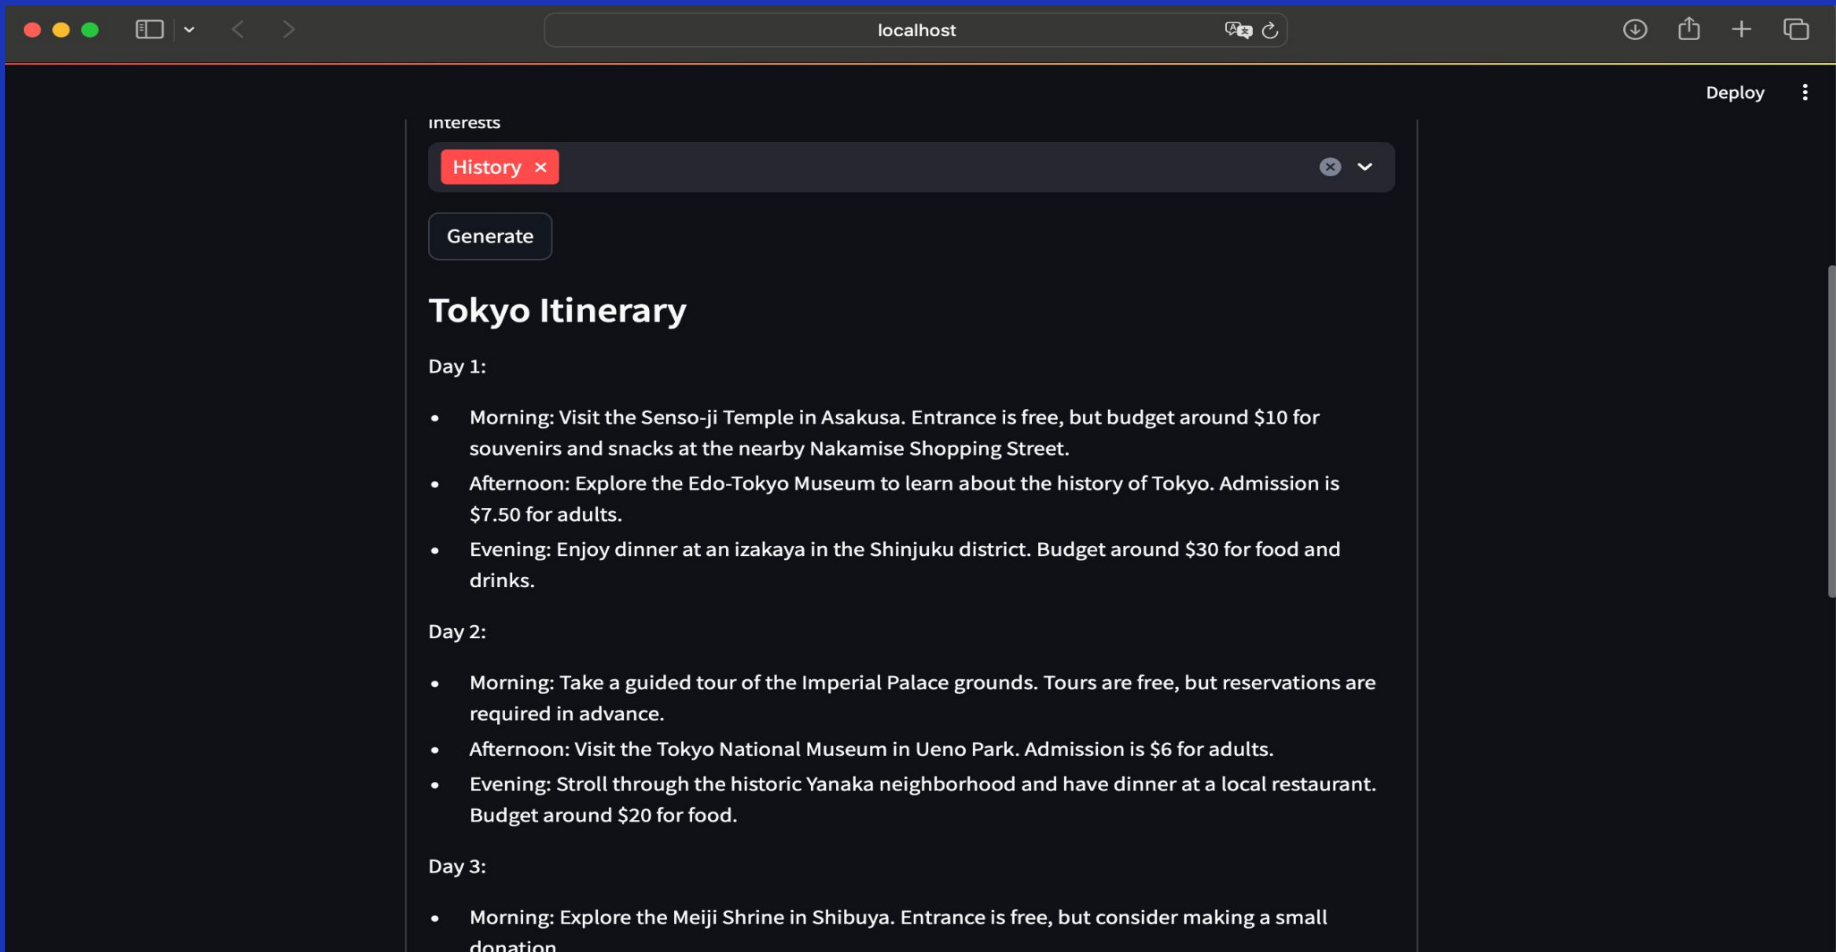 localhost
Deploy
Interests
History
Generate
Tokyo Itinerary
Day 1:
Morning: Visit the Senso-ji Temple in Asakusa. Entrance is free, but budget around $10 for
souvenirs and snacks at the nearby Nakamise Shopping Street.
Afternoon: Explore the Edo-Tokyo Museum to learn about the history of Tokyo. Admission is
$7.50 for adults.
Evening: Enjoy dinner at an izakaya in the Shinjuku district. Budget around $30 for food and
drinks.
Day 2:
Morning: Take a guided tour of the Imperial Palace grounds. Tours are free, but reservations are
required in advance.
Afternoon: Visit the Tokyo National Museum in Ueno Park. Admission is $6 for adults.
Evening: Stroll through the historic Yanaka neighborhood and have dinner at a local restaurant.
Budget around $20 for food.
Day 3:
Morning: Explore the Meiji Shrine in Shibuya. Entrance is free, but consider making a small
donation